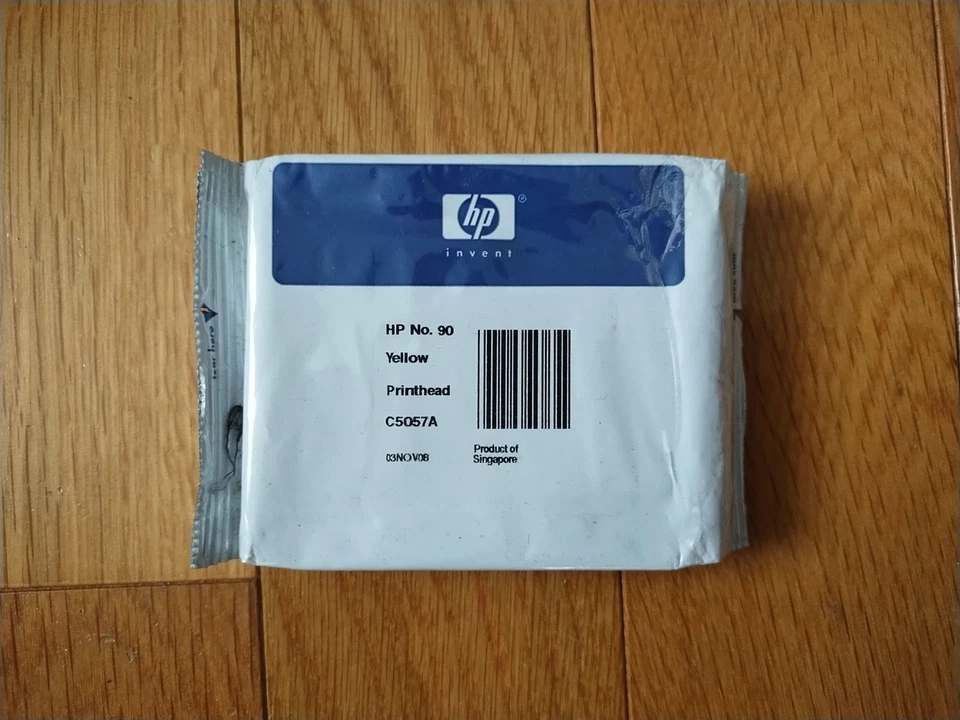 hp®
invent
HP No. 90
Yellow
Printhead
C5057A
03NOV08
Product of
Singapore
tear here